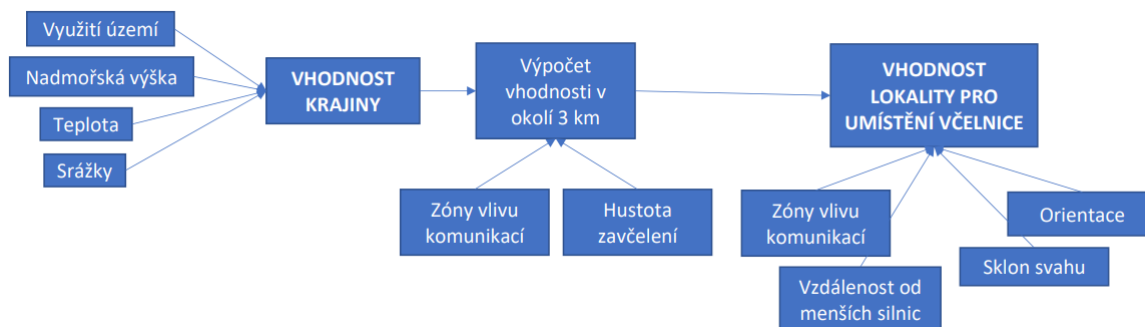 Využití území
Nadmořská výška
Teplota
Srážky
VHODNOST
KRAJINY
Výpočet
vhodnosti v
okolí 3 km
Zóny vlivu
komunikací
Hustota
zavčelení
VHODNOST
LOKALITY PRO
UMÍSTĚNÍ VČELNICE
Zóny vlivu
komunikací
Vzdálenost od
menších silnic
Sklon svahu
Orientace